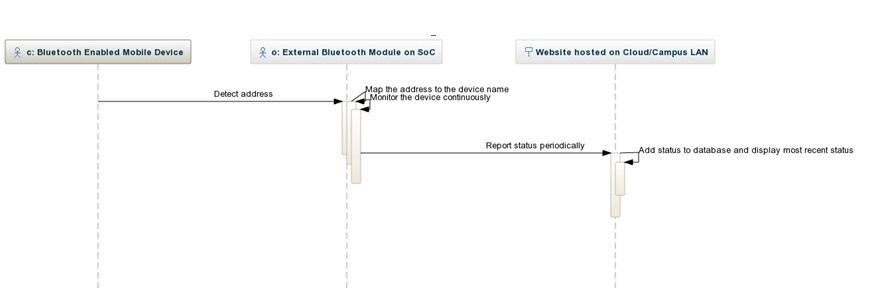 c: Bluetooth Enabled Mobile Device
o: External Bluetooth Module on SoC
Website hosted on Cloud/Campus LAN
Detect address
Map the address to the device name
Monitor the device continuously
Report status periodically
Add status to database and display most recent status